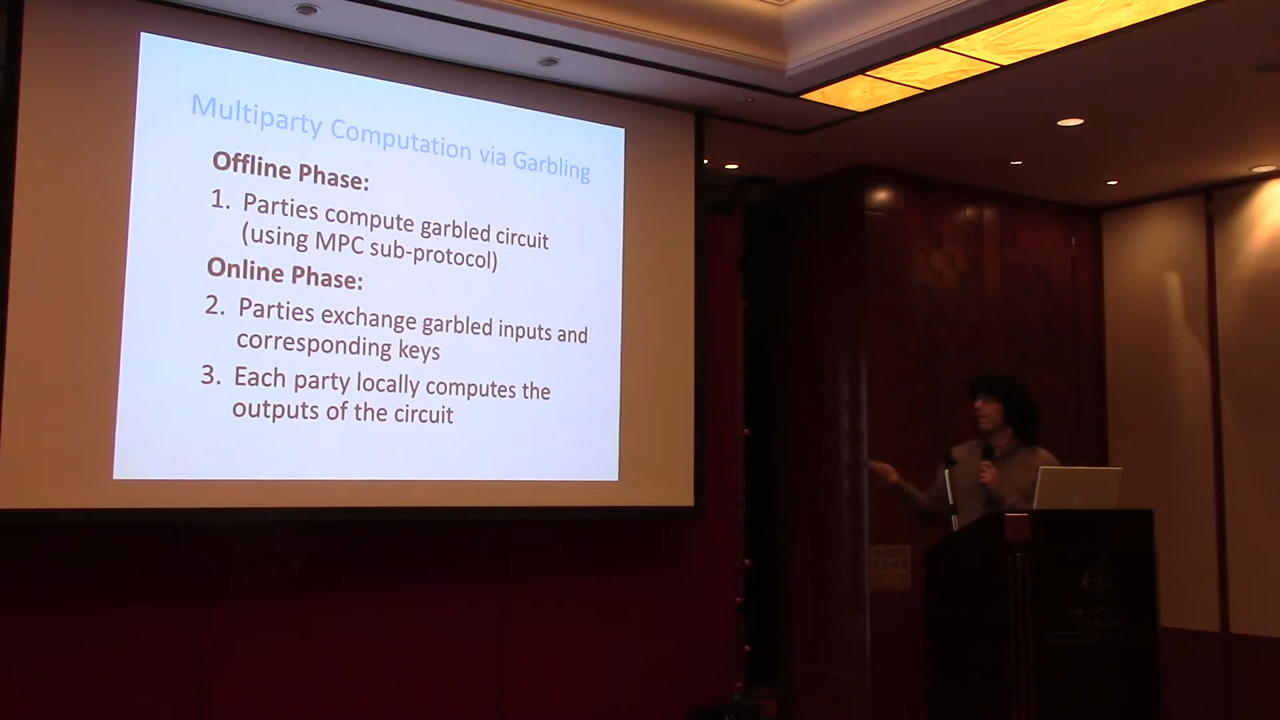 Multiparty Computation via Garbling
Offline Phase:
1. Parties compute garbled circuit
(using MPC sub-protocol)
Online Phase:
2. Parties exchange garbled inputs and
corresponding keys
3. Each party locally computes the
outputs of the circuit